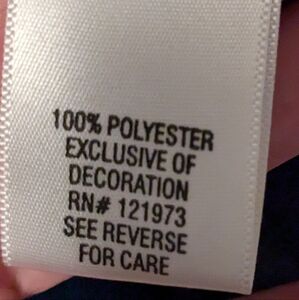 100% POLYESTER
EXCLUSIVE OF
DECORATION
RN# 121973
SEE REVERSE
FOR CARE